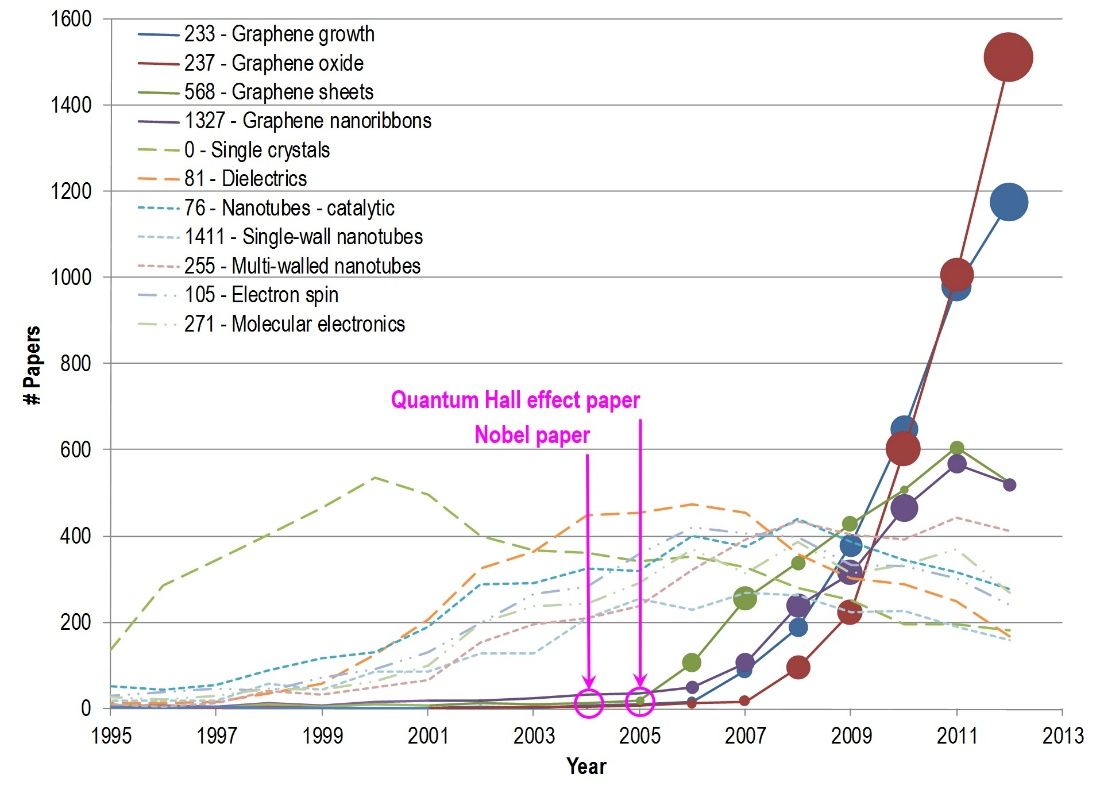 1600
1400
1200
1000
800
600
400
200
0
# Papers
233 - Graphene growth
237 - Graphene oxide
568 - Graphene sheets
1327 - Graphene nanoribbons
0 - Single crystals
81 - Dielectrics
76 - Nanotubes - catalytic
1411 - Single-wall nanotubes
255 - Multi-walled nanotubes
105 - Electron spin
271 - Molecular electronics
Quantum Hall effect paper
Nobel paper
1995 1997 1999 2001 2003 2005 2007 2009 2011 2013
Year